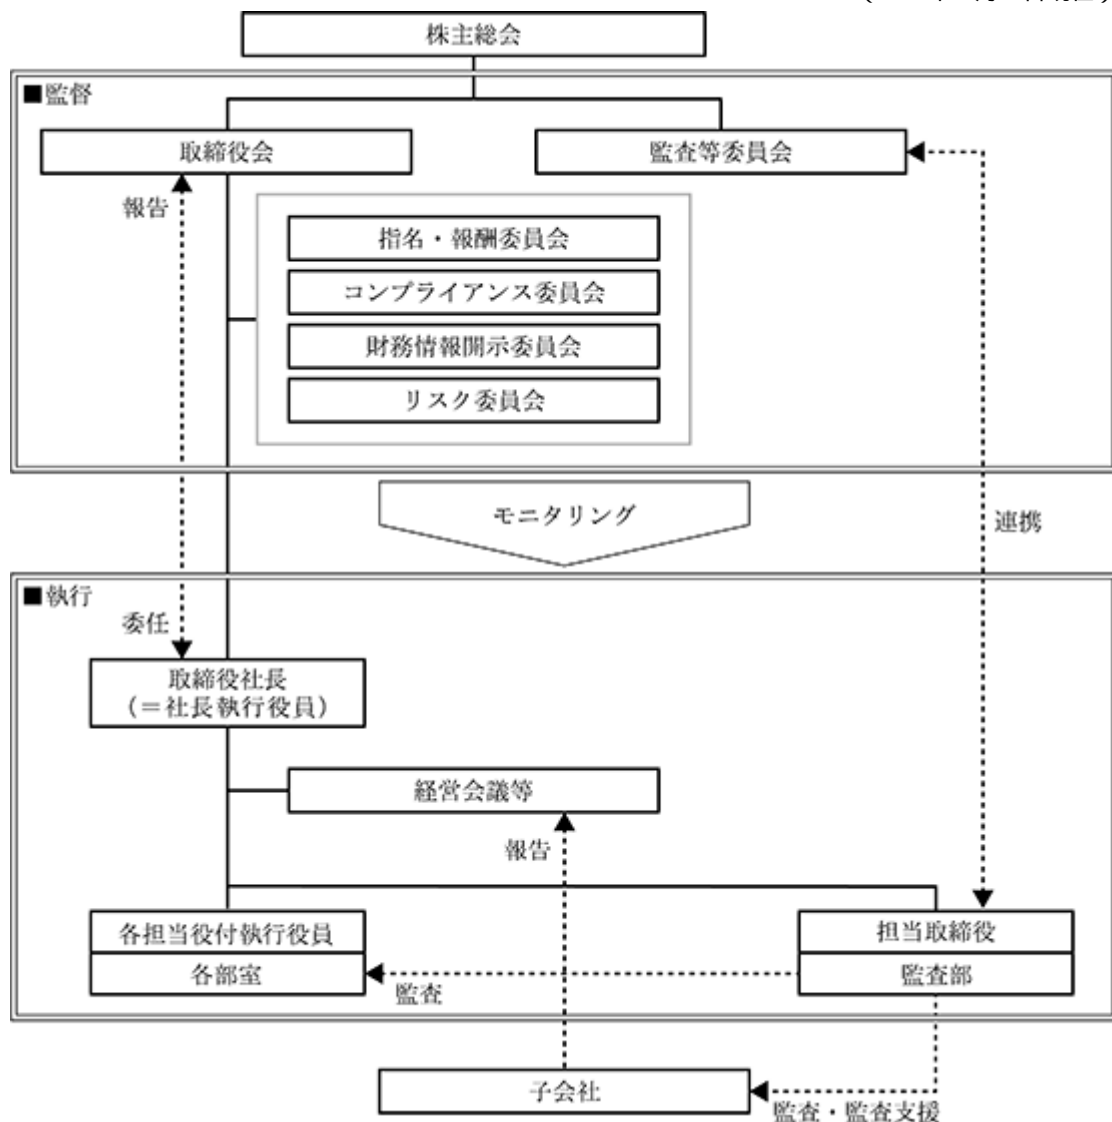 株主総会
■監督
取締役会
監査等委員会
報告
指名・報酬委員会
コンプライアンス委員会
財務情報開示委員会
リスク委員会
モニタリング
連携
■執行
委任
取締役社長
（＝社長執行役員）
経営会議等
報告
各担当役付執行役員
担当取締役
各部室
監査部
監査
子会社
監査・監査支援